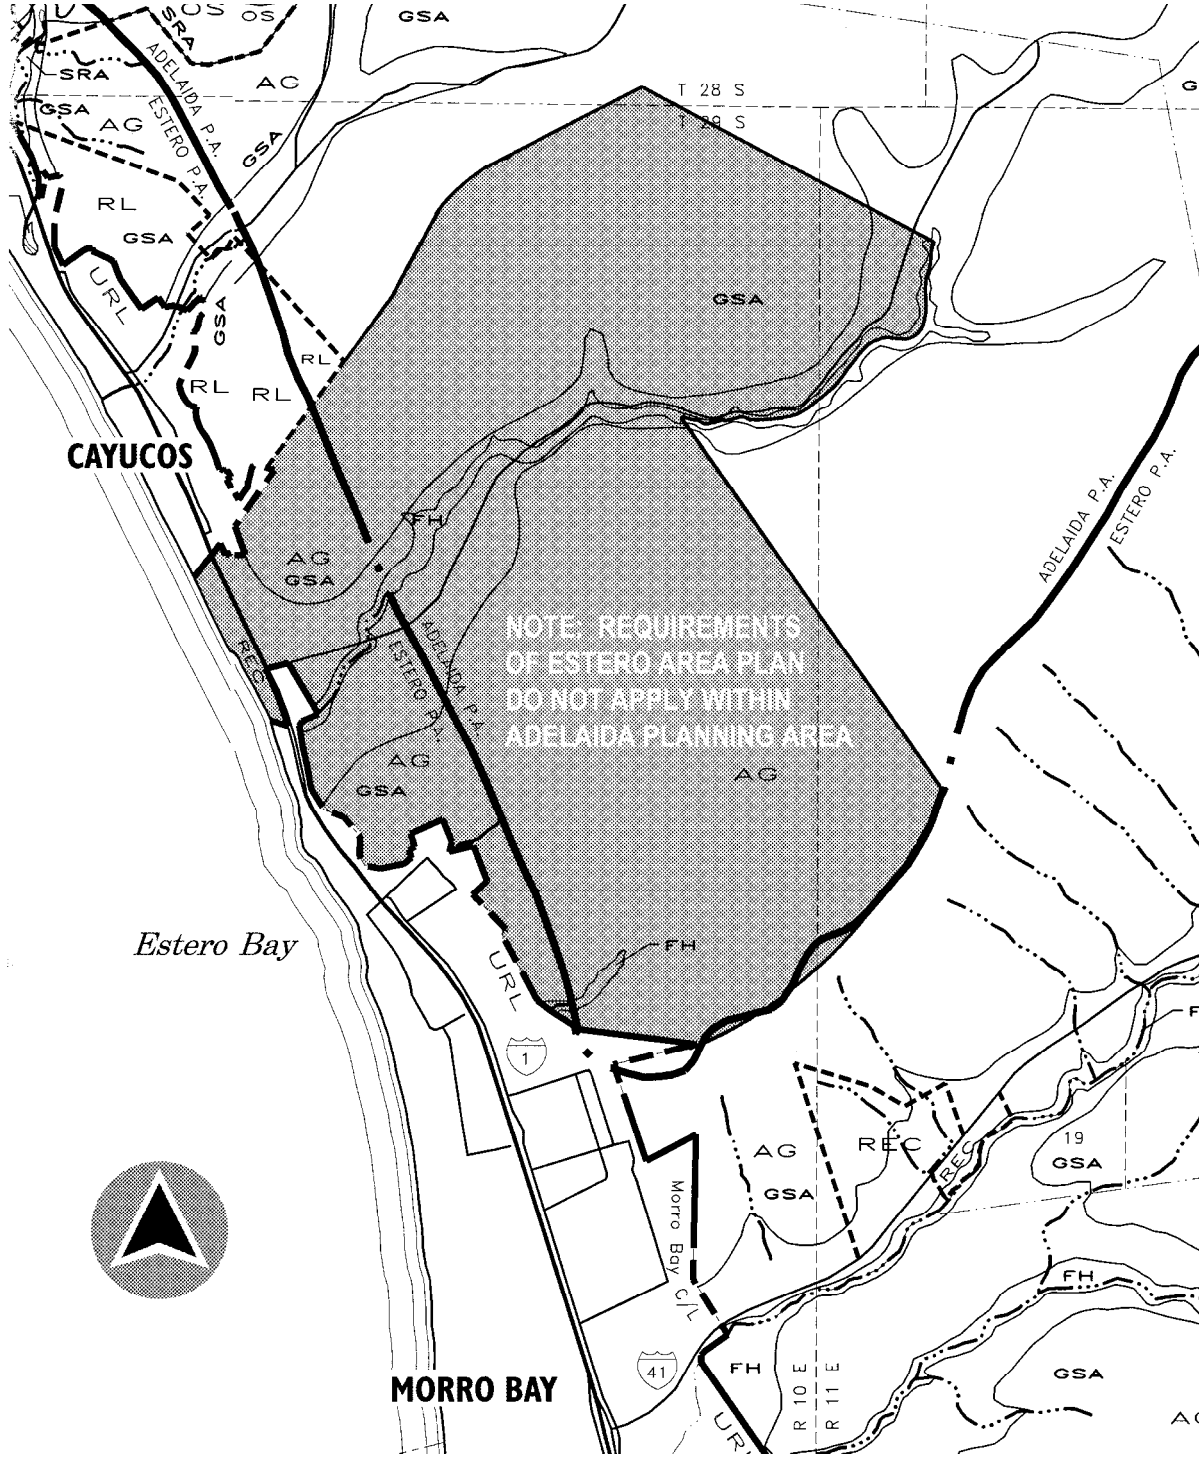 OS
OS
GSA
SRA
SRA
ADELAIDA P.A.
ESTERO P.A.
AG
GSA
AG
GSA
T 28 S
T 29 S
RL
GSA
URL
GSA
GSA
RL
RL
RL
CAYUCOS
FH
AG
GSA
ADELAIDA P.A.
ESTERO P.A.
REC
ADELAIDA P.A.
ESTERO P.A.
NOTE: REQUIREMENTS
OF ESTERO AREA PLAN
DO NOT APPLY WITHIN
ADELAIDA PLANNING AREA
AG
AG
GSA
Estero Bay
FH
URL
1
AG
REC
REC
19
GSA
GSA
Morro Bay C/L
FH
41
FH
R 10 E
R 11 E
GSA
MORRO BAY